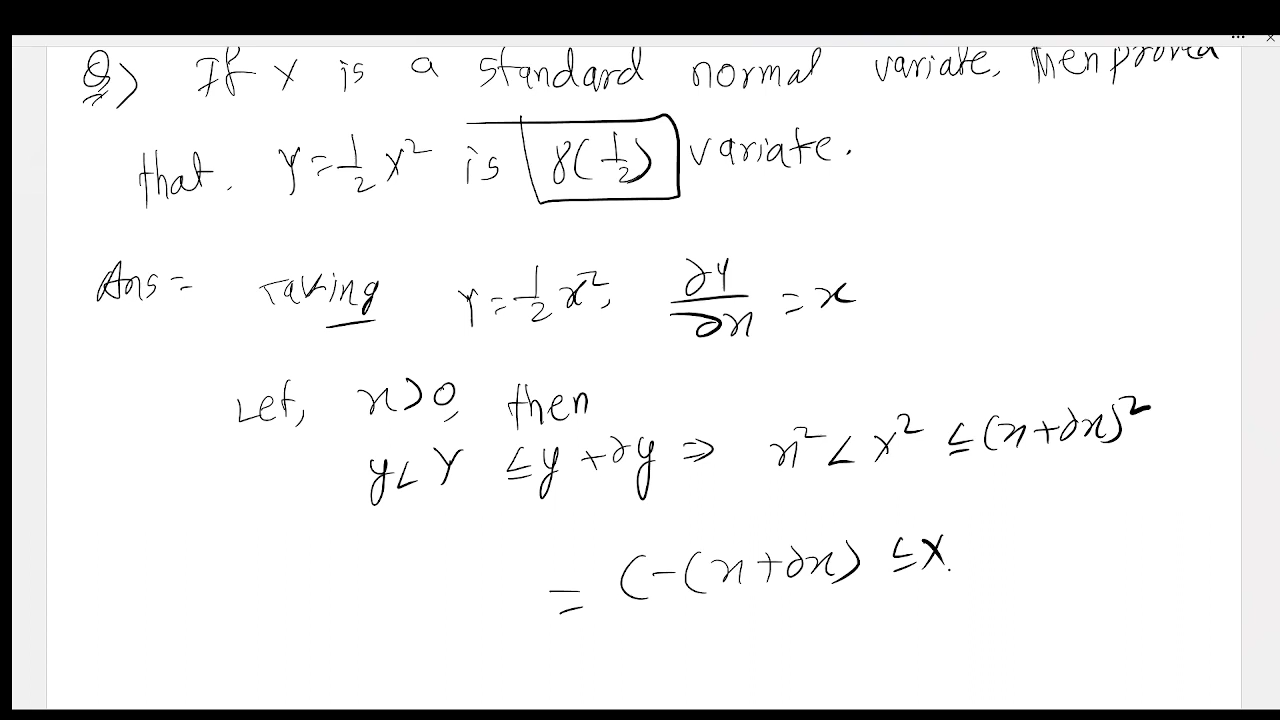 Q) If X is a standard normal variate, then proved
that. Y = 1/2 X² is γ(1/2) variate.
Ans = Taking Y = 1/2 x², ∂Y/∂x = x
Let, x > 0, then
y < Y ≤ y + ∂y ⇒ x² < X² ≤ (x + ∂x)²
= (-(x + ∂x) ≤ X.